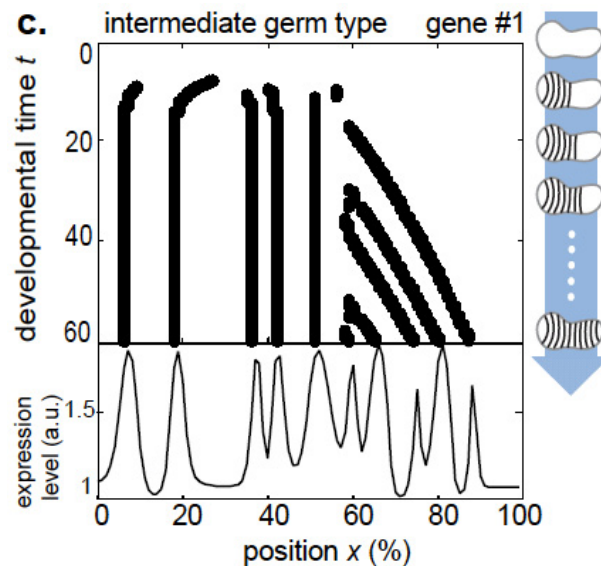 c. intermediate germ type gene #1
developmental time t
0
20
40
60
expression
level (a.u.)
1.5
1
0 20 40 60 80 100
position x (%)